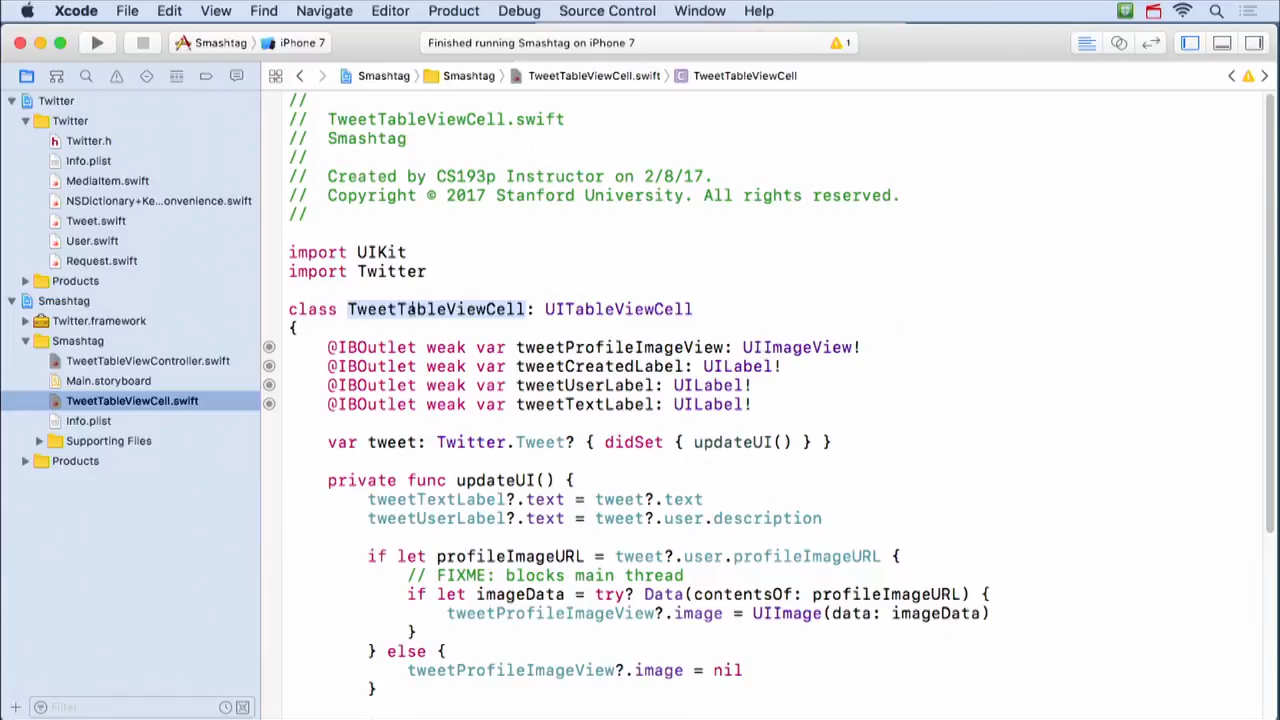 Xcode File Edit View Find Navigate Editor Product Debug Source Control Window Help
Smashtag iPhone 7 Finished running Smashtag on iPhone 7 1
Smashtag Smashtag TweetTableViewCell.swift C TweetTableViewCell
Twitter
Twitter
h Twitter.h
Info.plist
MediaItem.swift
NSDictionary+Ke...onvenience.swift
Tweet.swift
User.swift
Request.swift
Products
Smashtag
Twitter.framework
Smashtag
TweetTableViewController.swift
Main.storyboard
TweetTableViewCell.swift
Info.plist
Supporting Files
Products
Filter
//
// TweetTableViewCell.swift
// Smashtag
//
// Created by CS193p Instructor on 2/8/17.
// Copyright © 2017 Stanford University. All rights reserved.
//
import UIKit
import Twitter
class TweetTableViewCell: UITableViewCell
{
@IBOutlet weak var tweetProfileImageView: UIImageView!
@IBOutlet weak var tweetCreatedLabel: UILabel!
@IBOutlet weak var tweetUserLabel: UILabel!
@IBOutlet weak var tweetTextLabel: UILabel!
var tweet: Twitter.Tweet? { didSet { updateUI() } }
private func updateUI() {
tweetTextLabel?.text = tweet?.text
tweetUserLabel?.text = tweet?.user.description
if let profileImageURL = tweet?.user.profileImageURL {
// FIXME: blocks main thread
if let imageData = try? Data(contentsOf: profileImageURL) {
tweetProfileImageView?.image = UIImage(data: imageData)
}
} else {
tweetProfileImageView?.image = nil
}